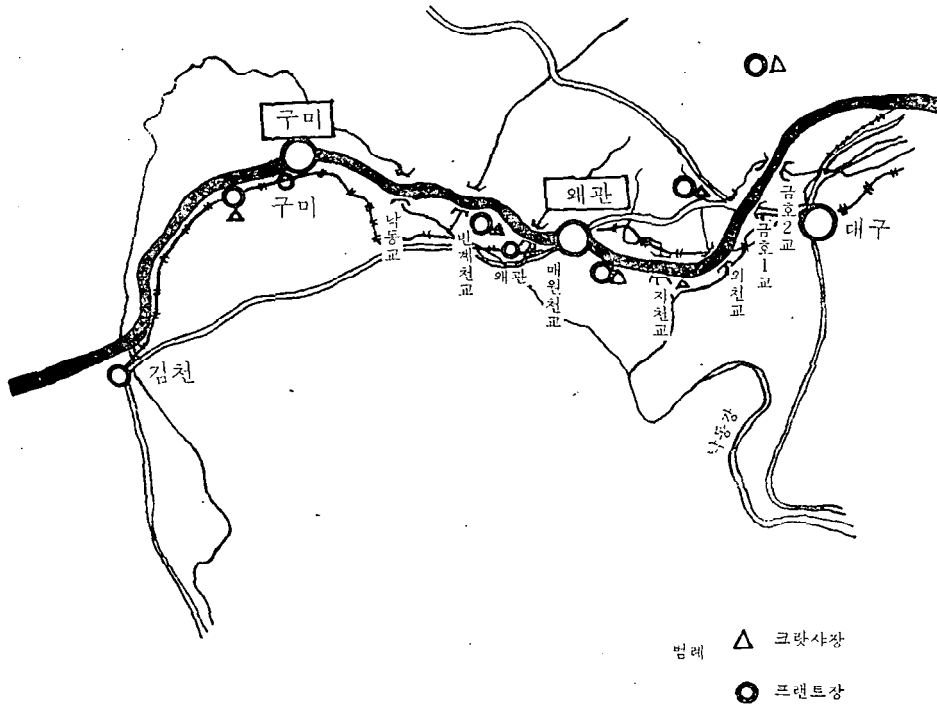 구미
구미
김천
낙동교
반계천교
왜관
왜관
매원천교
지천교
의천교
금호1교
금호2교
대구
낙동강
범례
크랏샤장
프랜트장